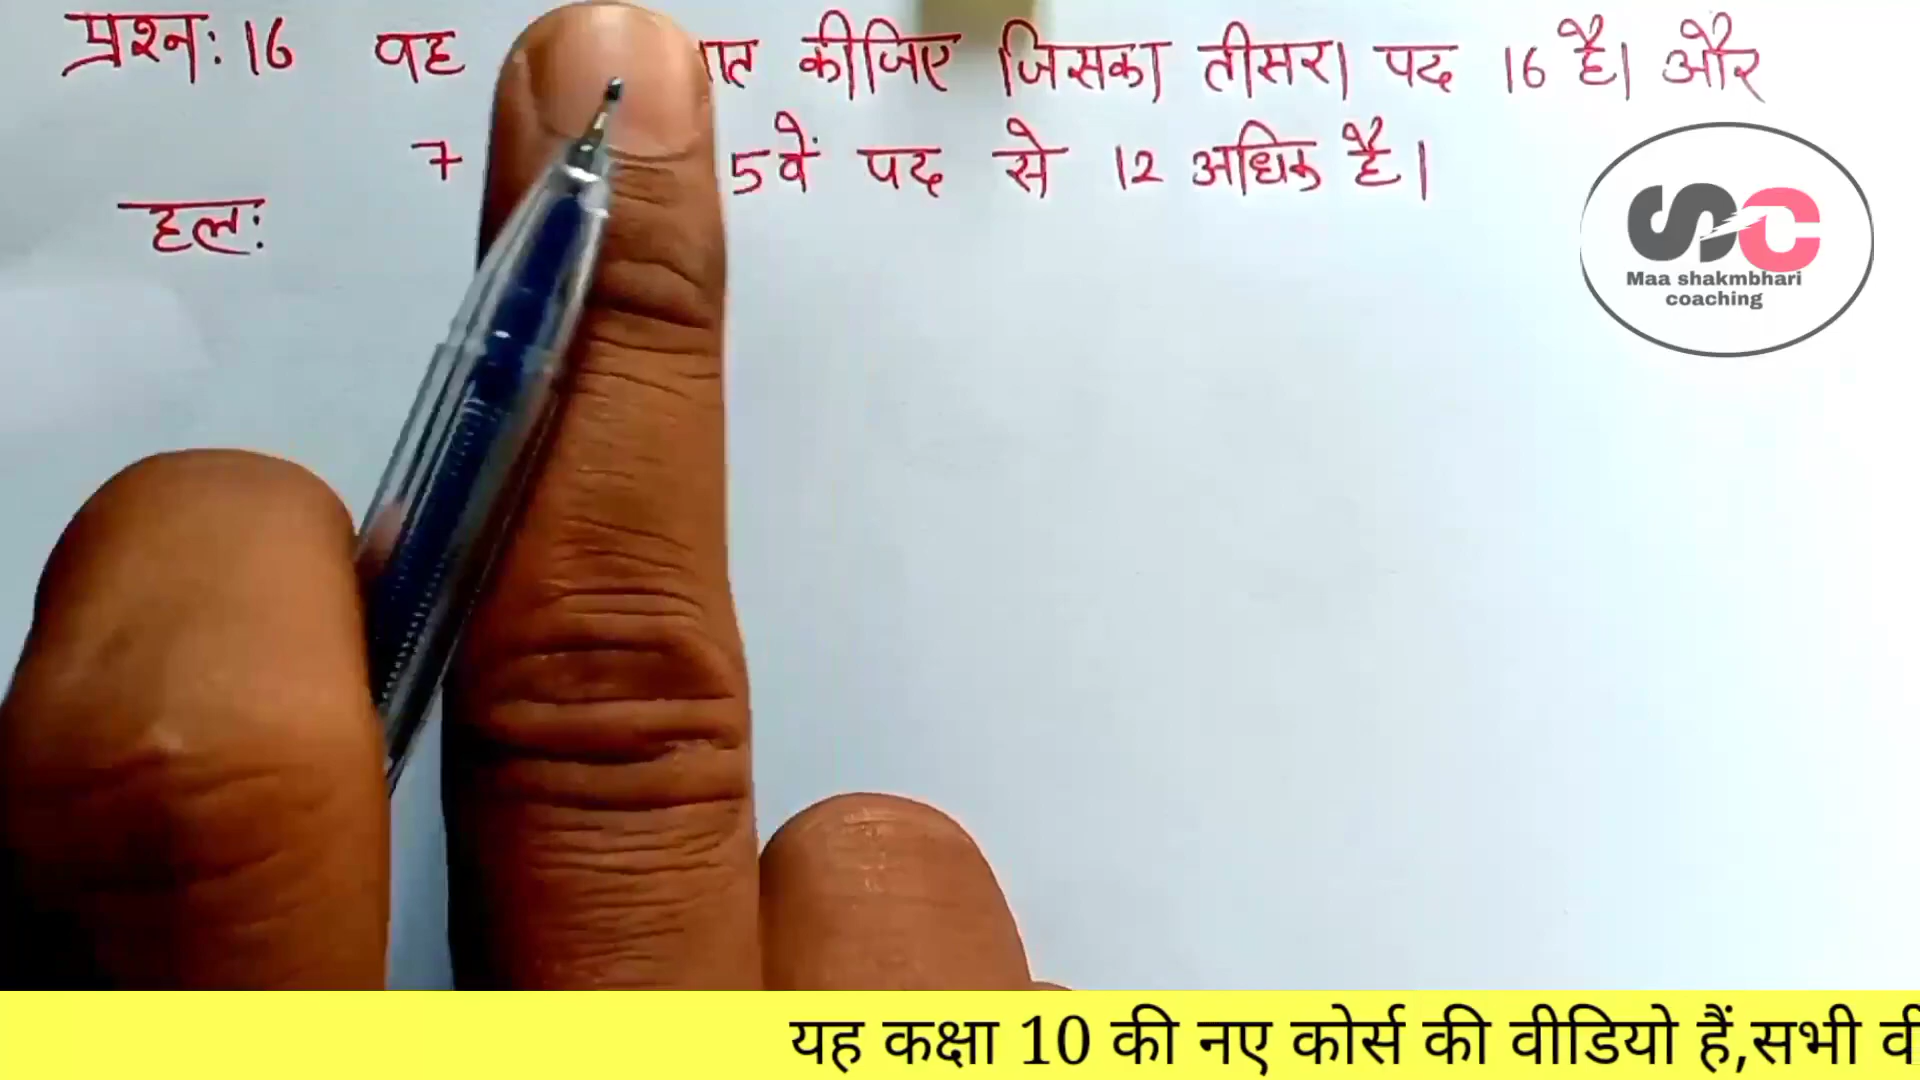 प्रश्न: 16 वह कीजिए जिसका तीसरा पद 16 है। और
7 5वें पद से 12 अधिक है।
हल:
SC
Maa shakmbhari
coaching
यह कक्षा 10 की नए कोर्स की वीडियो हैं,सभी वी